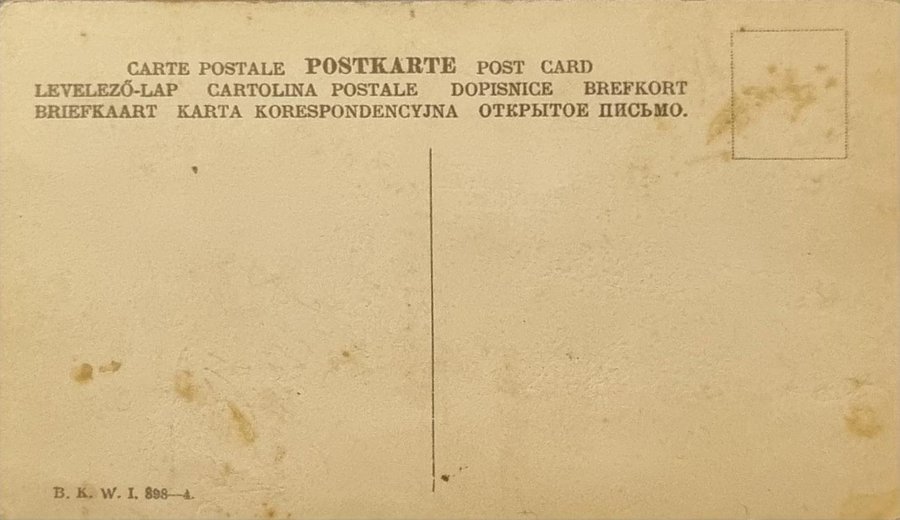 CARTE POSTALE POSTKARTE POST CARD
LEVELEZŐ-LAP CARTOLINA POSTALE DOPISNICE BREFKORT
BRIEFKAART KARTA KORESPONDENCYJNA ОТКРЫТОЕ ПИСЬМО.
B. K. W. I. 898—4.